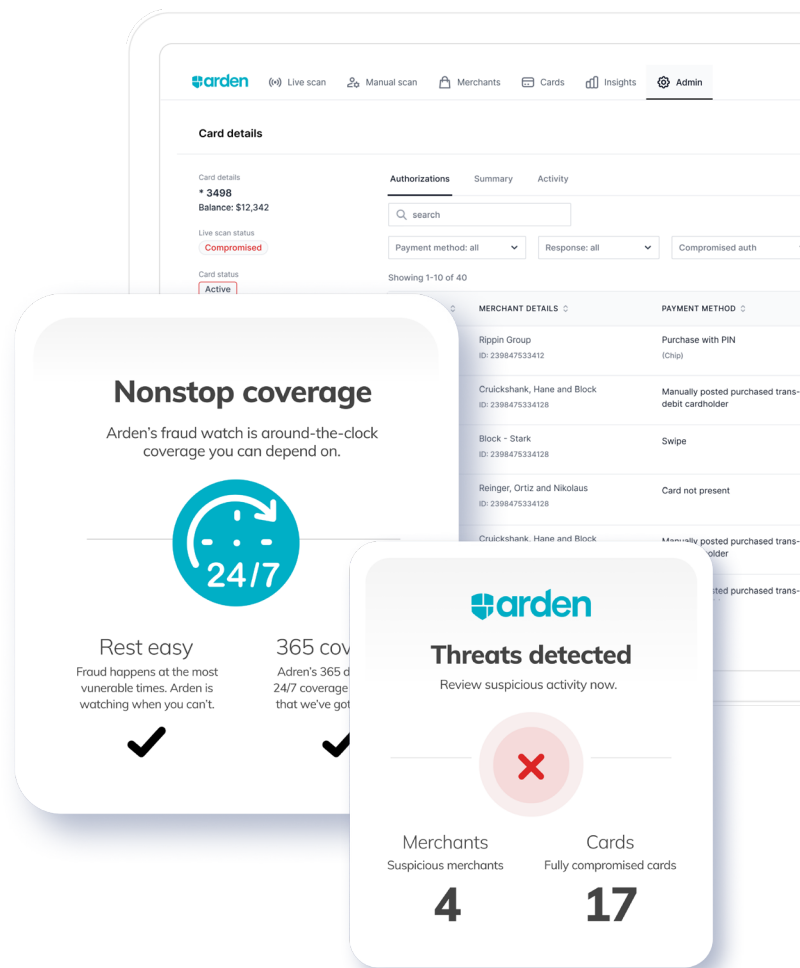 arden Live scan Manual scan Merchants Cards Insights Admin
Card details
Card details
* 3498
Balance: $12,342
Live scan status
Compromised
Card status
Active
Authorizations Summary Activity
search
Payment method: all Response: all Compromised auth
Showing 1-10 of 40
MERCHANT DETAILS PAYMENT METHOD
Rippin Group
ID: 239847533412
Purchase with PIN
(Chip)
Cruickshank, Hane and Block
ID: 2398475334128
Manually posted purchased trans-
debit cardholder
Block - Stark
ID: 2398475334128
Swipe
Reinger, Ortiz and Nikolaus
ID: 2398475334128
Card not present
Cruickshank, Hane and Block
Manually posted purchased trans-
purchased trans-
Nonstop coverage
Arden's fraud watch is around-the-clock
coverage you can depend on.
24/7
Rest easy
Fraud happens at the most
vunerable times. Arden is
watching when you can't.
365 cov
Adren's 365 d
24/7 coverage
that we've got
arden
Threats detected
Review suspicious activity now.
Merchants
Suspicious merchants
4
Cards
Fully compromised cards
17